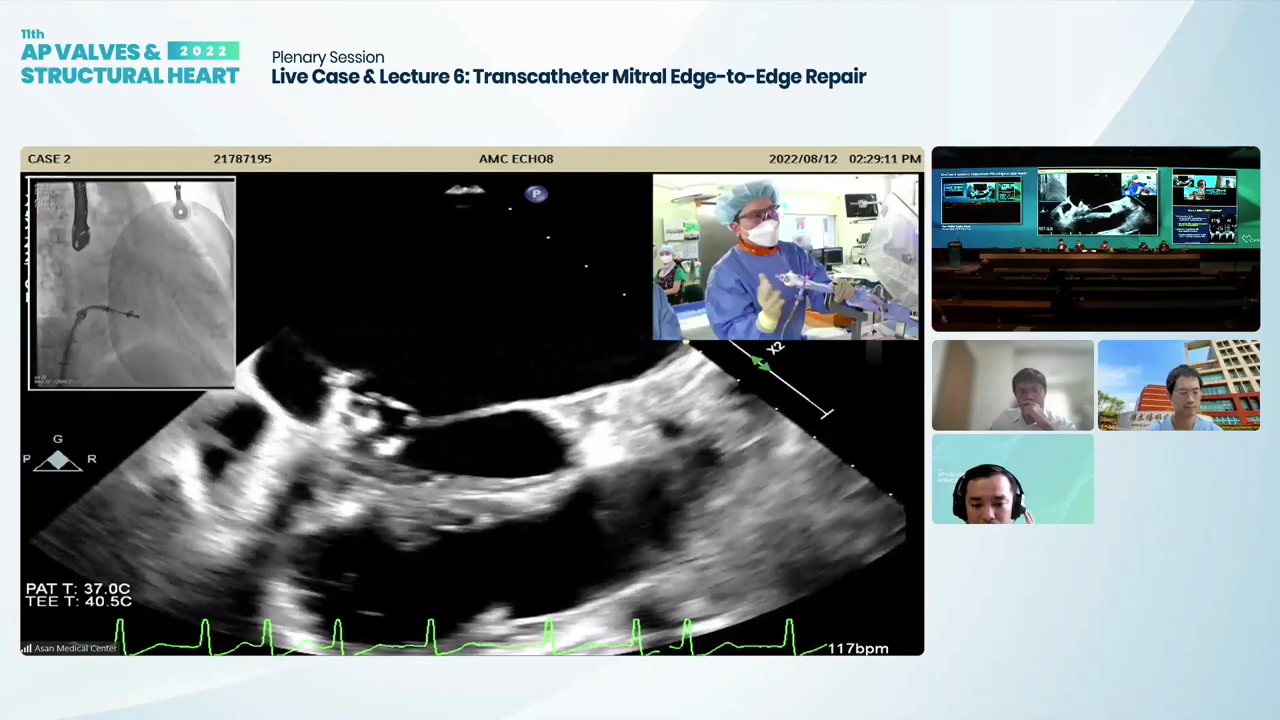 11th
AP VALVES & 2022
STRUCTURAL HEART
Plenary Session
Live Case & Lecture 6: Transcatheter Mitral Edge-to-Edge Repair
CASE 2 21787195 AMC ECHO8 2022/08/12 02:29:11 PM
P
X2
G
P R
PAT T: 37.0C
TEE T: 40.5C
Asan Medical Center
117bpm